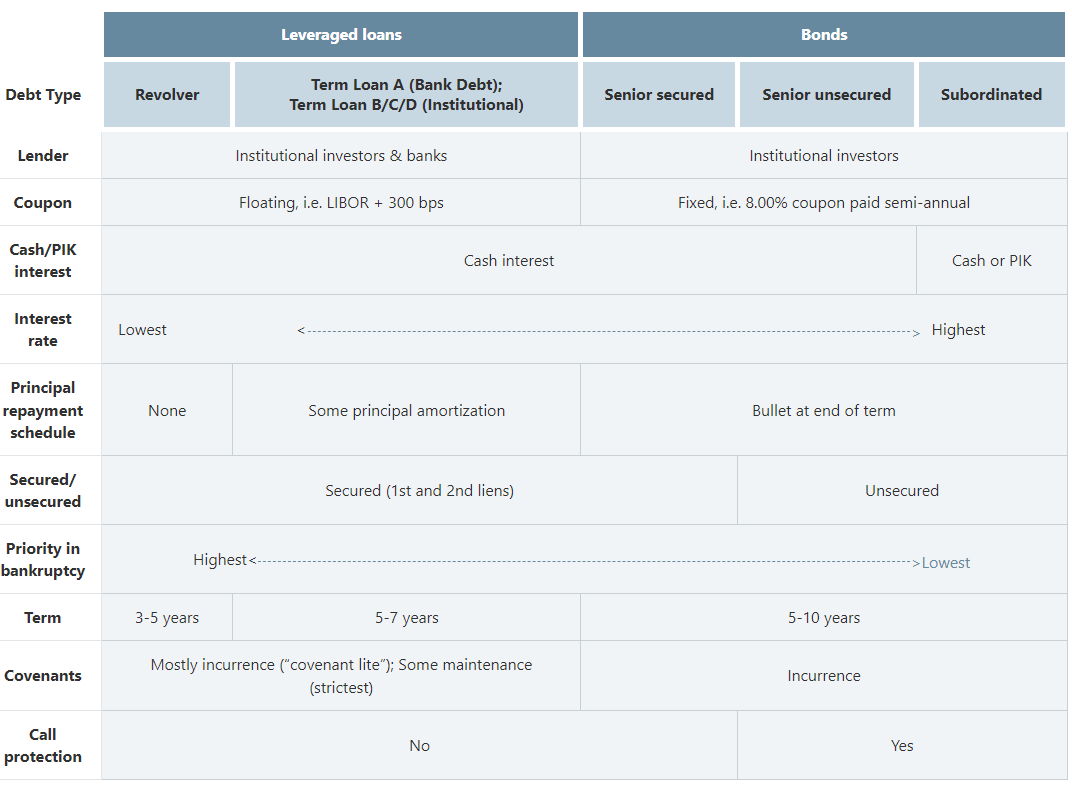 Leveraged loans
Bonds
Debt Type
Revolver
Term Loan A (Bank Debt);
Term Loan B/C/D (Institutional)
Senior secured
Senior unsecured
Subordinated
Lender
Institutional investors & banks
Institutional investors
Coupon
Floating, i.e. LIBOR + 300 bps
Fixed, i.e. 8.00% coupon paid semi-annual
Cash/PIK
interest
Cash interest
Cash or PIK
Interest
rate
Lowest
<---------->
Highest
Principal
repayment
schedule
None
Some principal amortization
Bullet at end of term
Secured/
unsecured
Secured (1st and 2nd liens)
Unsecured
Priority in
bankruptcy
Highest<---------->Lowest
Term
3-5 years
5-7 years
5-10 years
Covenants
Mostly incurrence (“covenant lite”); Some maintenance
(strictest)
Incurrence
Call
protection
No
Yes